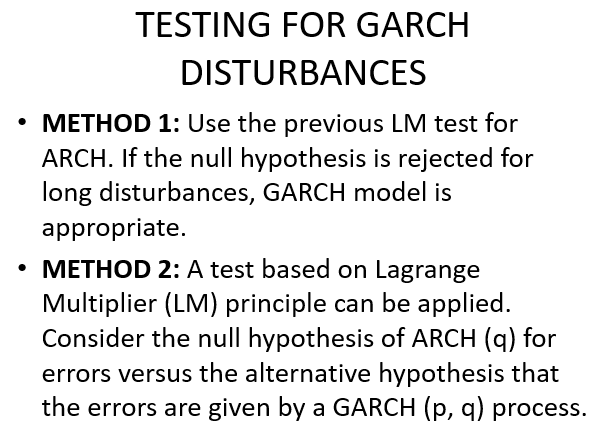 TESTING FOR GARCH
DISTURBANCES
• METHOD 1: Use the previous LM test for
ARCH. If the null hypothesis is rejected for
long disturbances, GARCH model is
appropriate.
• METHOD 2: A test based on Lagrange
Multiplier (LM) principle can be applied.
Consider the null hypothesis of ARCH (q) for
errors versus the alternative hypothesis that
the errors are given by a GARCH (p, q) process.